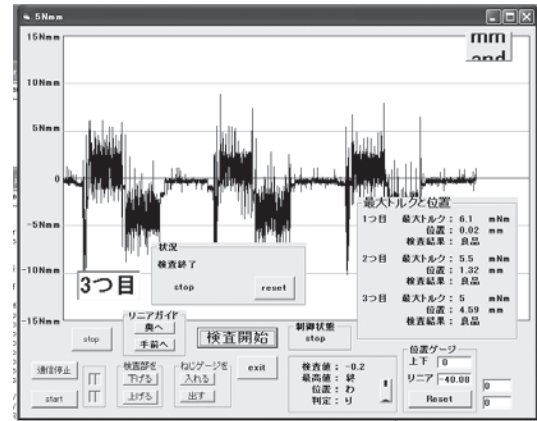 5Nmm
15Nmm
mm
and
10Nmm
5Nmm
0
-5Nmm
-10Nmm
-15Nmm
最大トルクと位置
1つ目 最大トルク： 6.1 mNm
位置： 0.02 mm
検査結果： 良品
2つ目 最大トルク： 5.5 mNm
位置： 1.32 mm
検査結果： 良品
3つ目 最大トルク： 5 mNm
位置： 4.59 mm
検査結果： 良品
状況
検査終了
stop reset
3つ目
リニアガイド
奥へ
手前へ
stop
検査開始
制御状態
stop
通信停止
start
検査部を
下げる
上げる
ねじゲージを
入れる
出す
exit
検査値： -0.2
最高値： 終
位置： わ
判定： り
位置ゲージ
上下 0
リニア -40.08
Reset
0
0